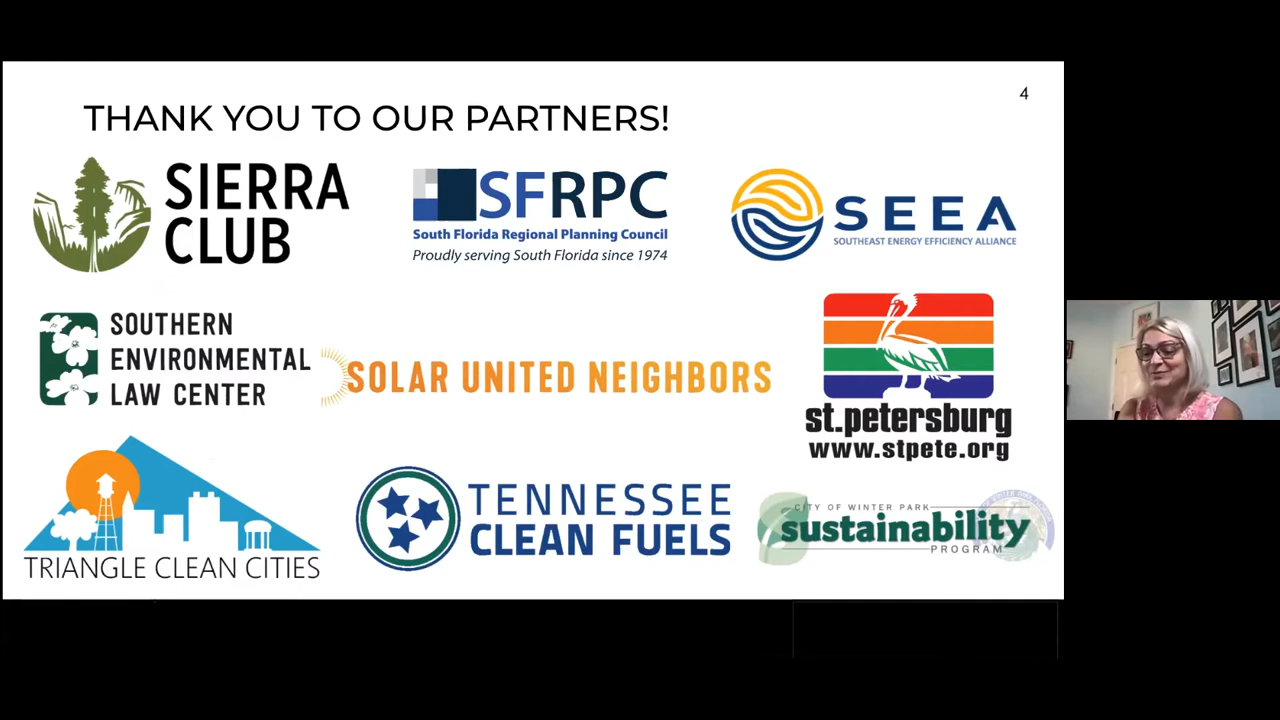 4
THANK YOU TO OUR PARTNERS!
SIERRA
CLUB
SFRPC
South Florida Regional Planning Council
Proudly serving South Florida since 1974
SEEA
SOUTHEAST ENERGY EFFICIENCY ALLIANCE
SOUTHERN
ENVIRONMENTAL
LAW CENTER
SOLAR UNITED NEIGHBORS
st.petersburg
www.stpete.org
TRIANGLE CLEAN CITIES
TENNESSEE
CLEAN FUELS
CITY OF WINTER PARK
sustainability
PROGRAM